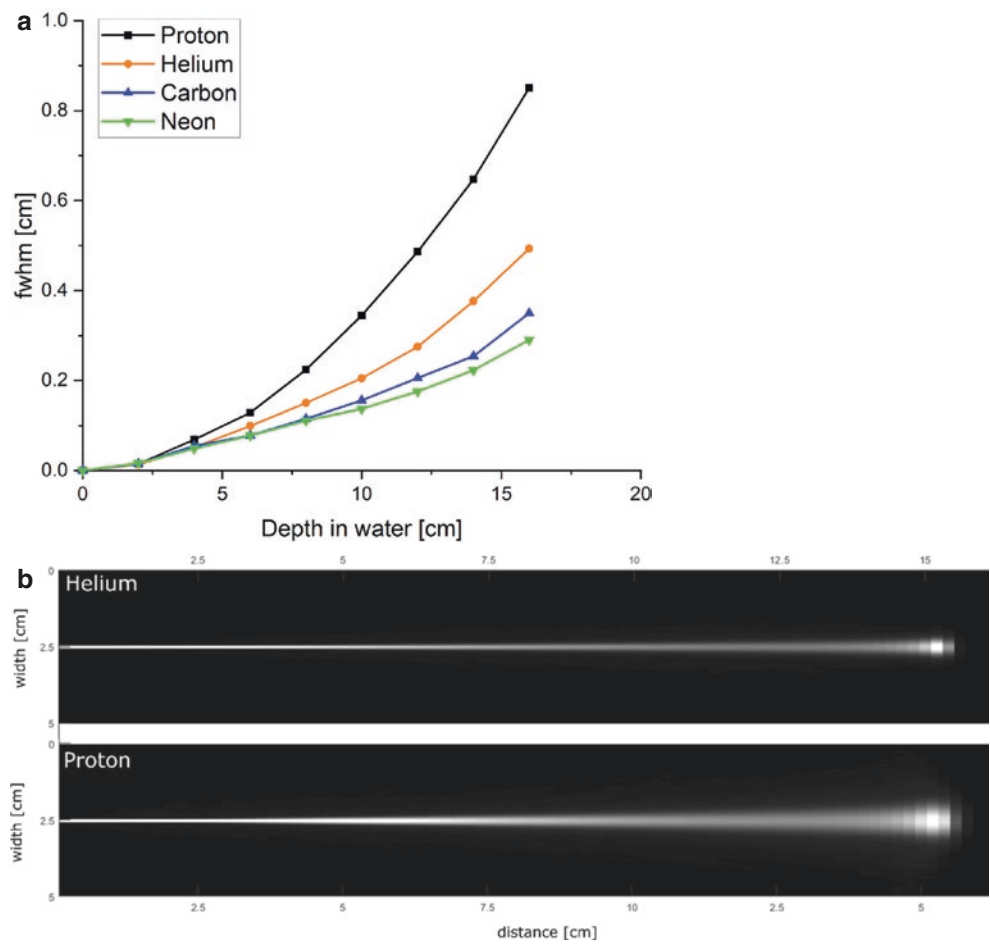 a
1.0
0.8
0.6
0.4
0.2
0.0
fwhm [cm]
Proton
Helium
Carbon
Neon
0 5 10 15 20
Depth in water [cm]
b
2.5 5 7.5 10 12.5 15
Helium
0
2.5
5
width [cm]
Proton
0
2.5
5
width [cm]
2.5 5 7.5 10 12.5 5
distance [cm]